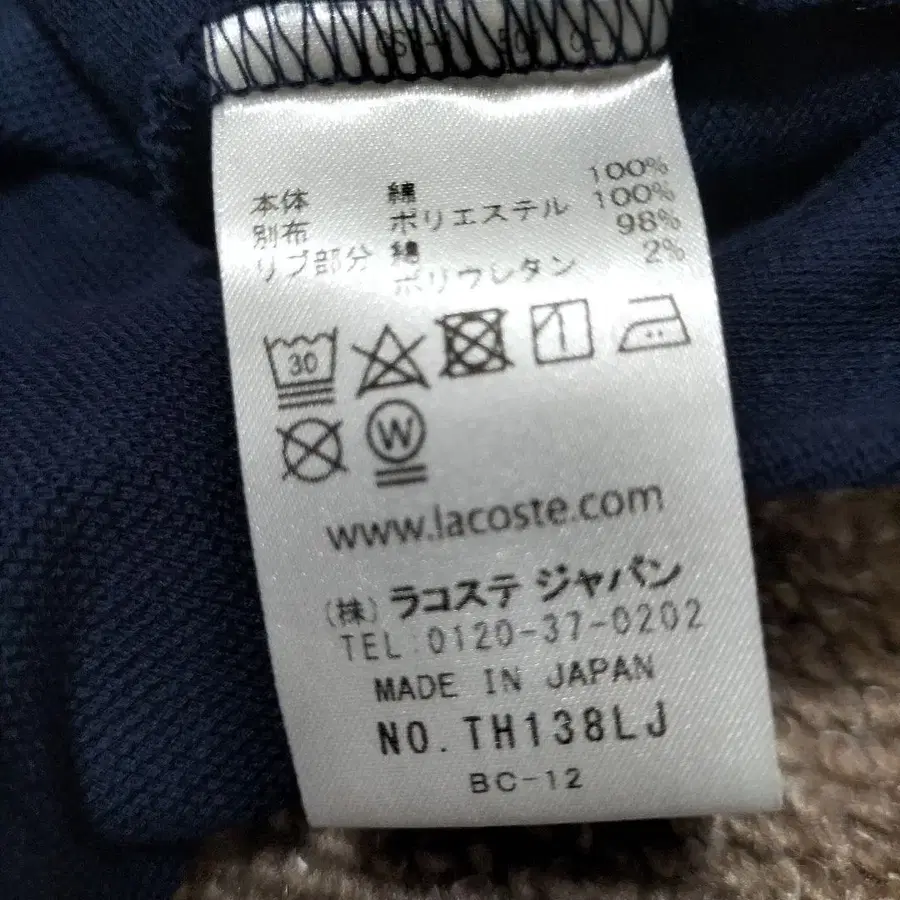 本体 綿 100%
別布 ポリエステル 100%
リブ部分 綿 98%
ポリウレタン 2%
30
W
www.lacoste.com
(株) ラコステ ジャパン
TEL:0120-37-0202
MADE IN JAPAN
NO.TH138LJ
BC-12